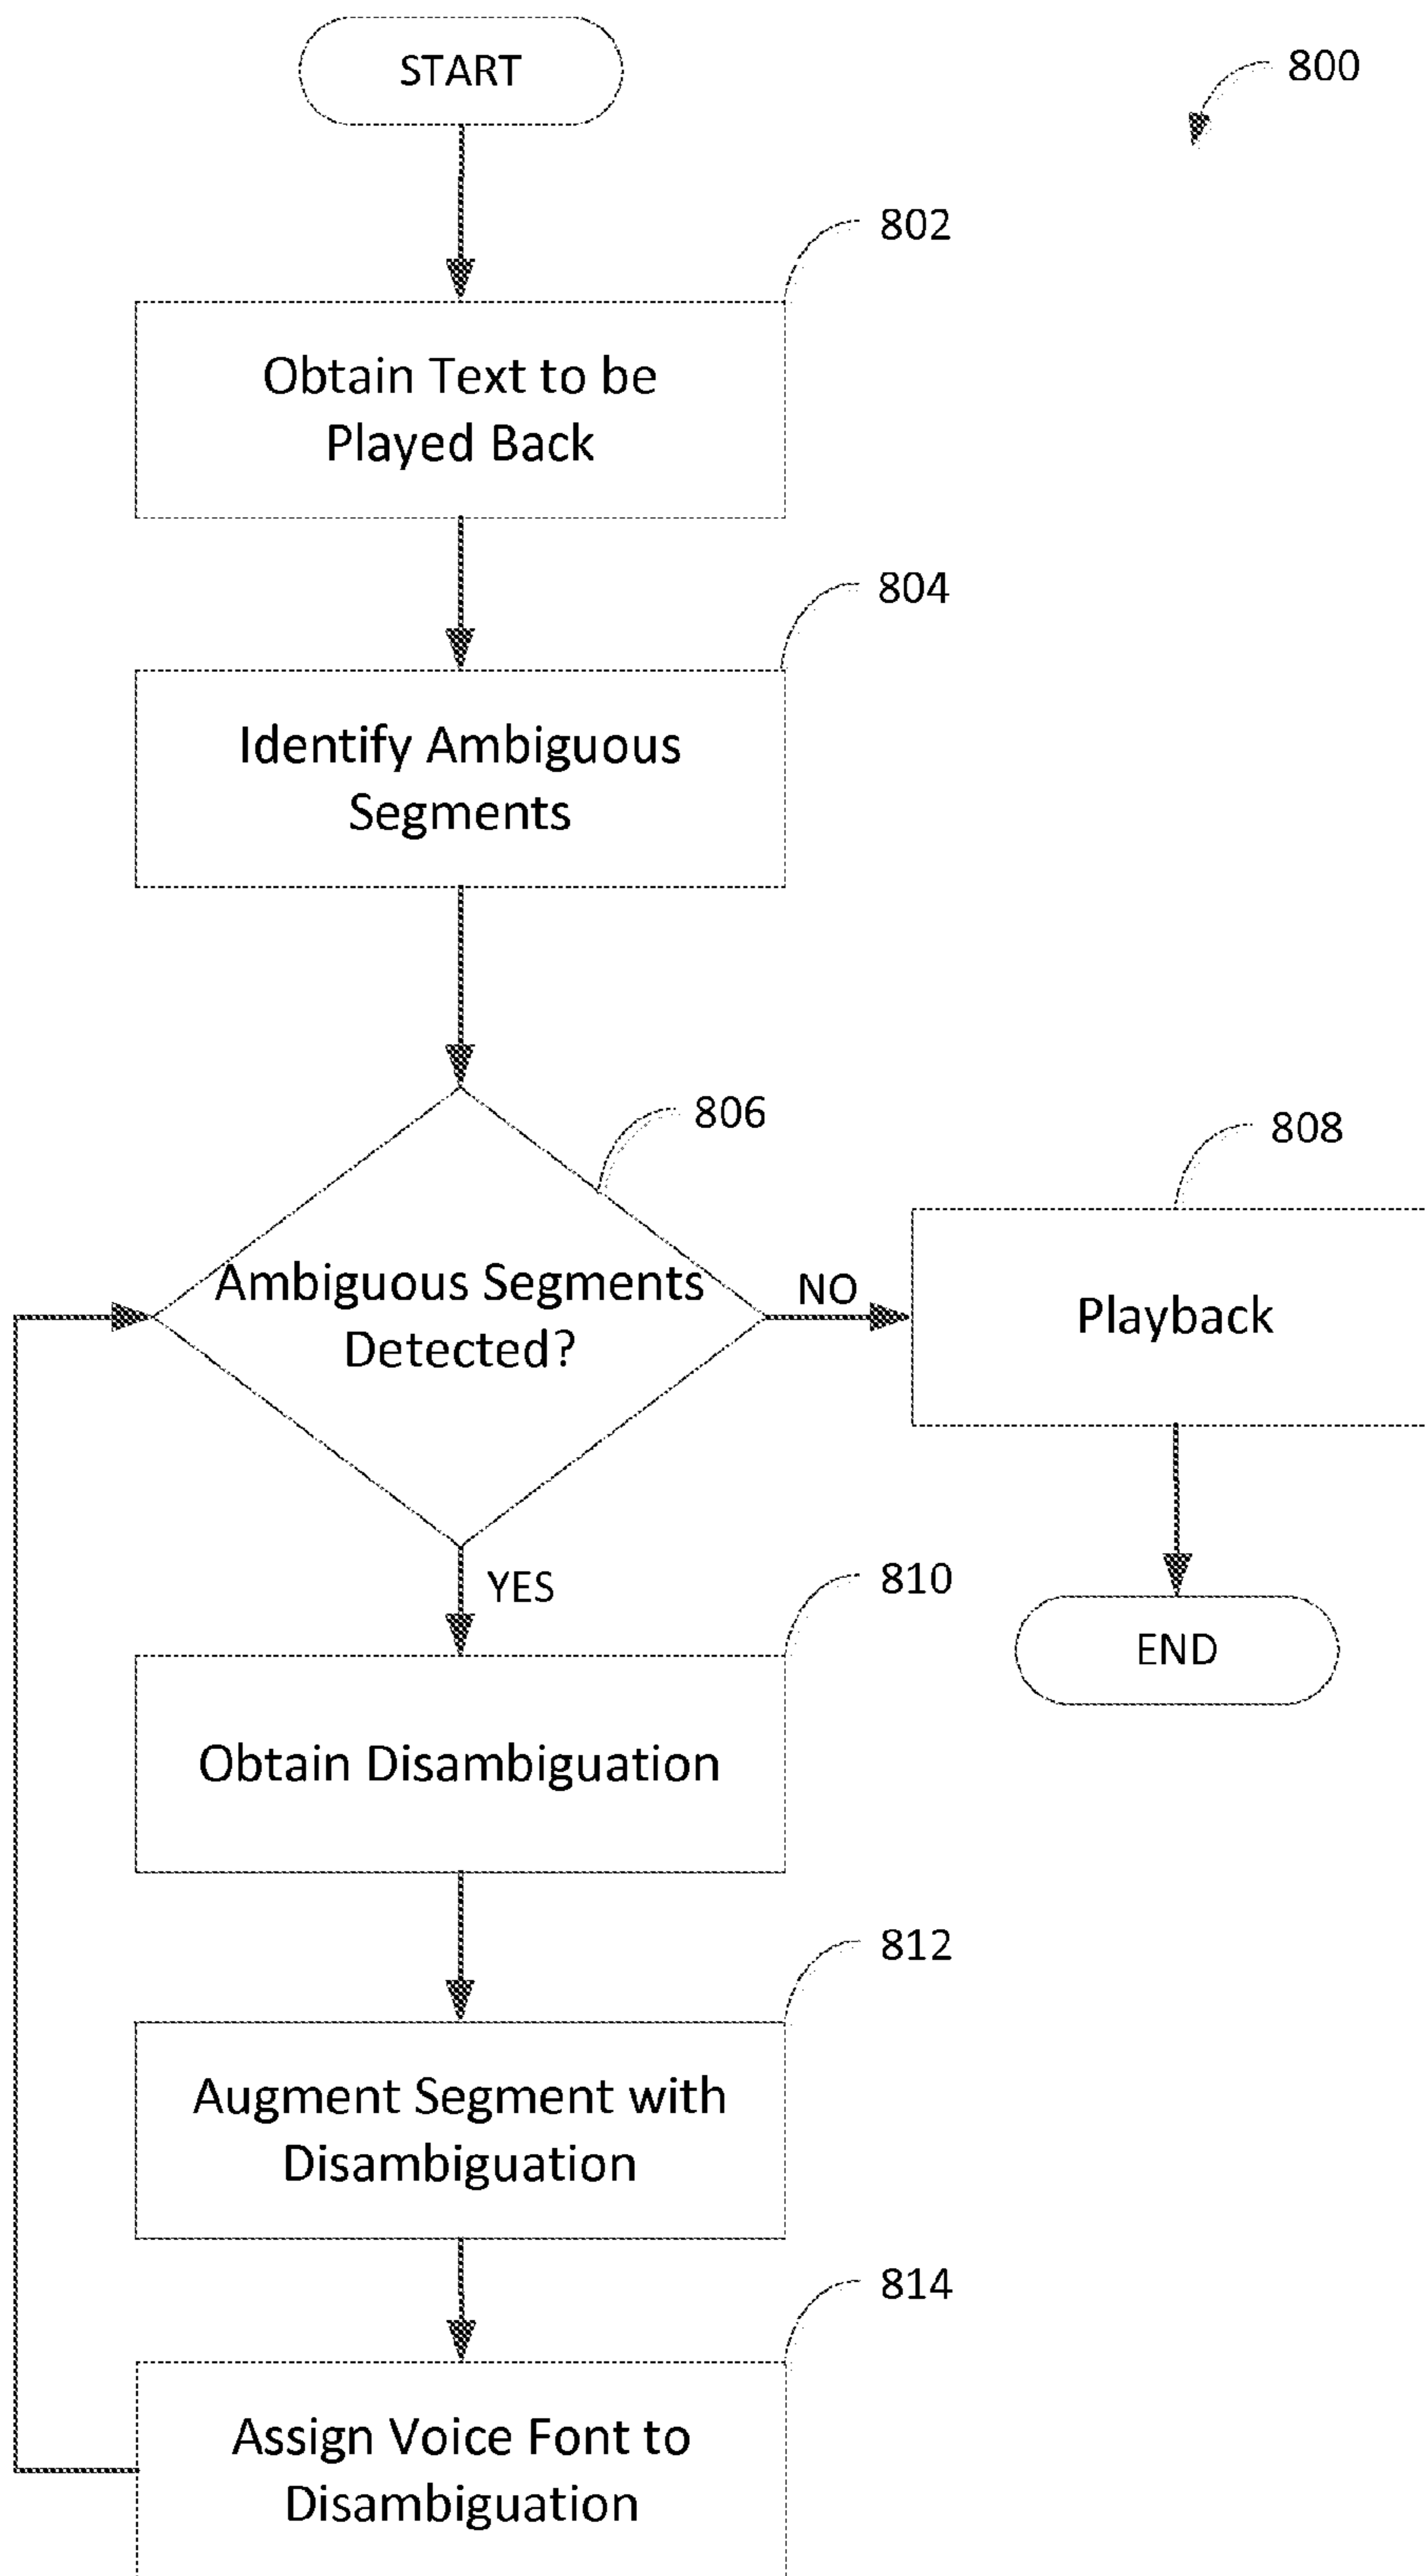 START
800
802
Obtain Text to be
Played Back
804
Identify Ambiguous
Segments
806
808
Ambiguous Segments
Detected?
NO
Playback
YES
810
END
Obtain Disambiguation
812
Augment Segment with
Disambiguation
814
Assign Voice Font to
Disambiguation